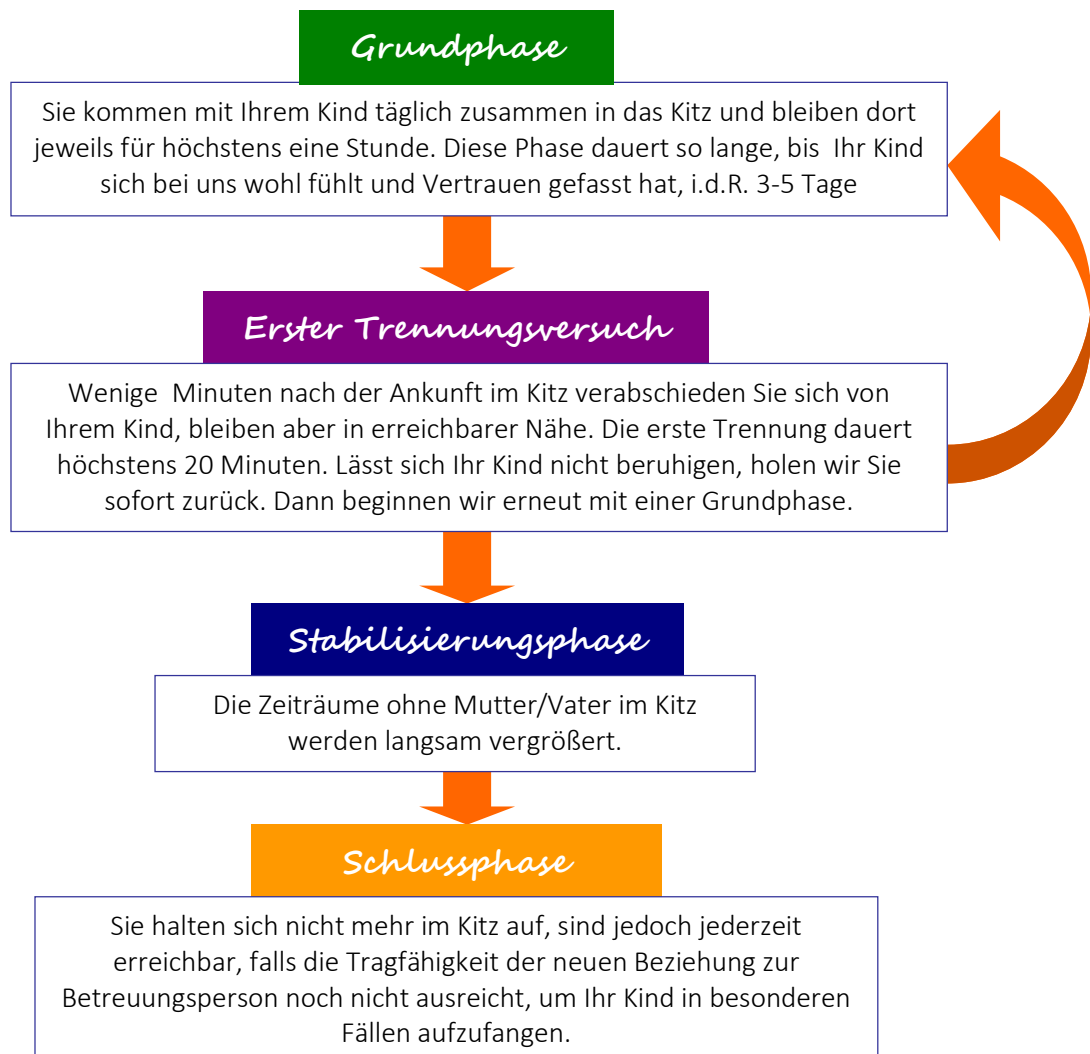 Grundphase
Sie kommen mit Ihrem Kind täglich zusammen in das Kitz und bleiben dort
jeweils für höchstens eine Stunde. Diese Phase dauert so lange, bis  Ihr Kind
sich bei uns wohl fühlt und Vertrauen gefasst hat, i.d.R. 3-5 Tage
Erster Trennungsversuch
Wenige  Minuten nach der Ankunft im Kitz verabschieden Sie sich von
Ihrem Kind, bleiben aber in erreichbarer Nähe. Die erste Trennung dauert
höchstens 20 Minuten. Lässt sich Ihr Kind nicht beruhigen, holen wir Sie
sofort zurück. Dann beginnen wir erneut mit einer Grundphase.
Stabilisierungsphase
Die Zeiträume ohne Mutter/Vater im Kitz
werden langsam vergrößert.
Schlussphase
Sie halten sich nicht mehr im Kitz auf, sind jedoch jederzeit
erreichbar, falls die Tragfähigkeit der neuen Beziehung zur
Betreuungsperson noch nicht ausreicht, um Ihr Kind in besonderen
Fällen aufzufangen.